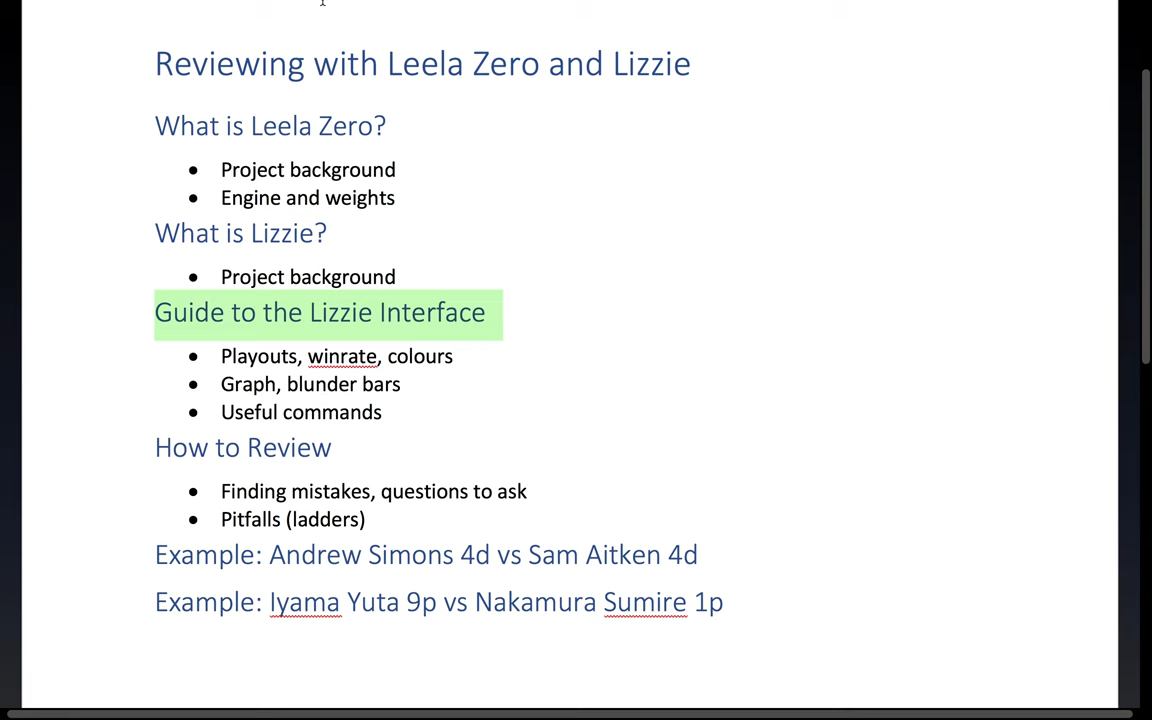 Reviewing with Leela Zero and Lizzie
What is Leela Zero?
• Project background
• Engine and weights
What is Lizzie?
• Project background
Guide to the Lizzie Interface
• Playouts, winrate, colours
• Graph, blunder bars
• Useful commands
How to Review
• Finding mistakes, questions to ask
• Pitfalls (ladders)
Example: Andrew Simons 4d vs Sam Aitken 4d
Example: Iyama Yuta 9p vs Nakamura Sumire 1p